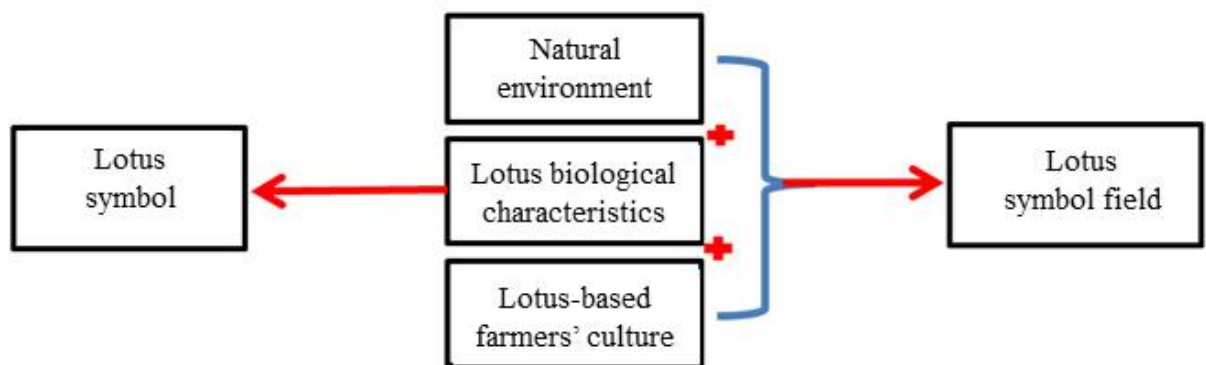 Natural
environment
Lotus
symbol
Lotus biological
characteristics
Lotus
symbol field
Lotus-based
farmers’ culture